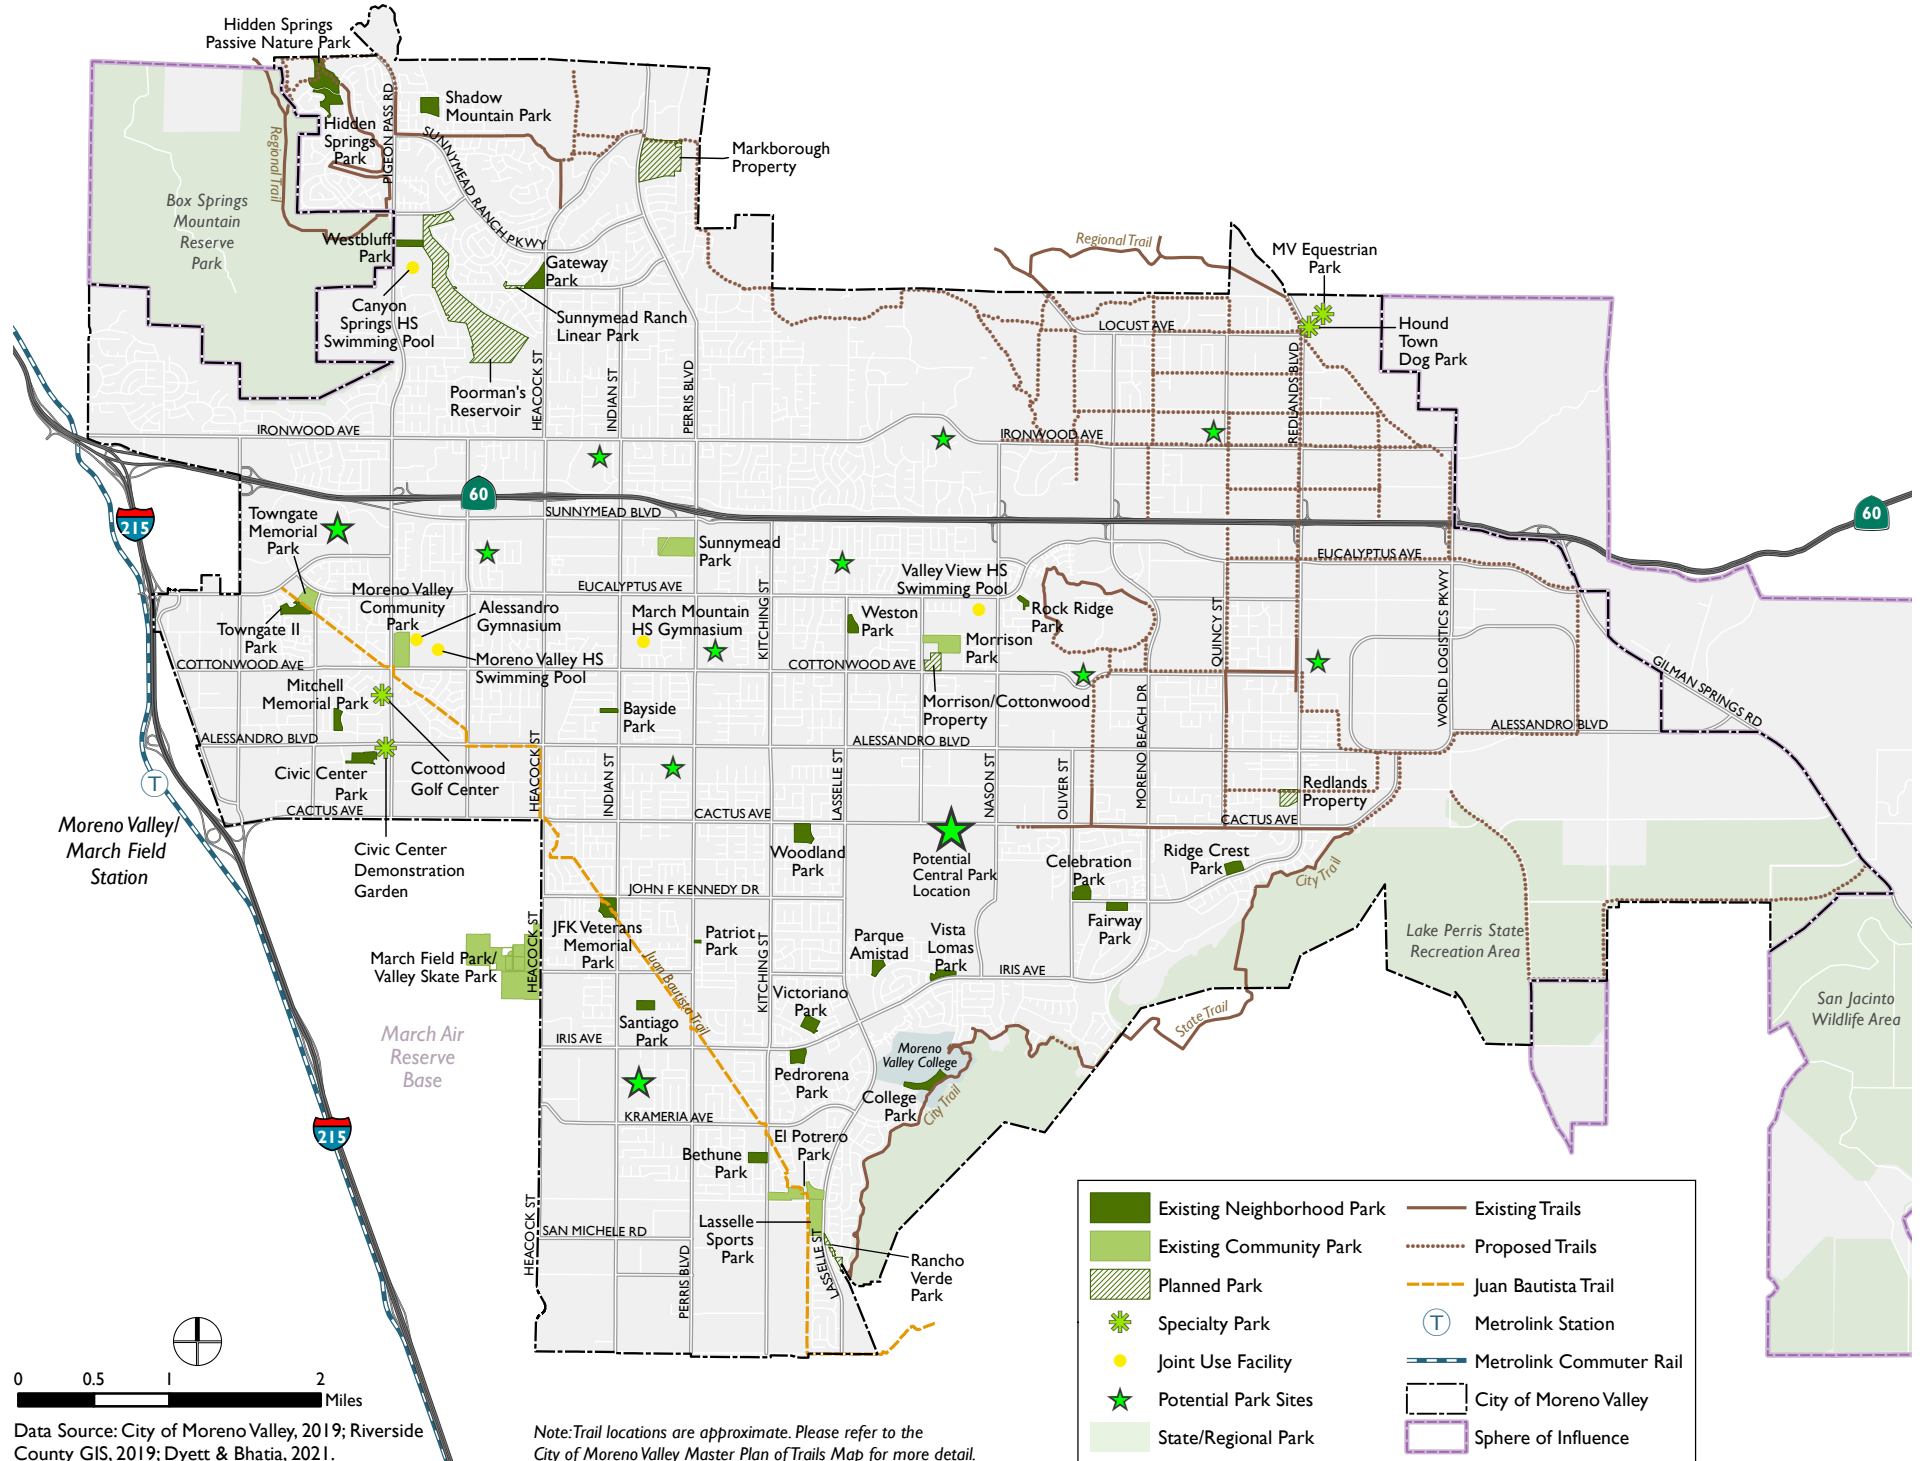 Hidden Springs
Passive Nature Park
Hidden
Springs
Park
PIGEON PASS RD
Shadow
Mountain Park
SUNNYMEAD RANCH PKWY
Markborough
Property
Regional Trail
Box Springs
Mountain
Reserve
Park
Westbluff
Park
Canyon
Springs HS
Swimming Pool
Gateway
Park
Sunnymead Ranch
Linear Park
Poorman's
Reservoir
HEACOCK ST
INDIAN ST
PERRIS BLVD
Regional Trail
MV Equestrian
Park
LOCUST AVE
Hound
Town
Dog Park
REDLANDS BLVD
IRONWOOD AVE
IRONWOOD AVE
60
SUNNYMEAD BLVD
215
60
Towngate
Memorial
Park
Sunnymead
Park
EUCALYPTUS AVE
EUCALYPTUS AVE
Moreno Valley
Community
Park
Alessandro
Gymnasium
March Mountain
HS Gymnasium
KITCHING ST
Valley View HS
Swimming Pool
Weston
Park
Rock Ridge
Park
Morrison
Park
QUINCY ST
WORLD LOGISTICS PKWY
GILMAN SPRINGS RD
Towngate II
Park
COTTONWOOD AVE
Moreno Valley HS
Swimming Pool
COTTONWOOD AVE
Mitchell
Memorial Park
Bayside
Park
Morrison/Cottonwood
Property
MORENO BEACH DR
ALESSANDRO BLVD
ALESSANDRO BLVD
ALESSANDRO BLVD
Civic Center
Park
Cottonwood
Golf Center
HEACOCK ST
INDIAN ST
LASSELLE ST
NASON ST
OLIVER ST
Redlands
Property
CACTUS AVE
CACTUS AVE
CACTUS AVE
Moreno Valley/
March Field
Station
T
Civic Center
Demonstration
Garden
Woodland
Park
Potential
Central Park
Location
Celebration
Park
Ridge Crest
Park
City Trail
JOHN F KENNEDY DR
Fairway
Park
JFK Veterans
Memorial
Park
Patriot
Park
Parque
Amistad
Vista
Lomas
Park
IRIS AVE
Lake Perris State
Recreation Area
March Field Park/
Valley Skate Park
HEACOCK ST
KITCHING ST
Juan Bautista Trail
Victoriano
Park
San Jacinto
Wildlife Area
State Trail
March Air
Reserve
Base
Santiago
Park
IRIS AVE
Moreno
Valley College
Pedrorena
Park
College
Park
City Trail
215
KRAMERIA AVE
El Potrero
Park
Bethune
Park
HEACOCK ST
SAN MICHELE RD
Lasselle
Sports
Park
PERRIS BLVD
LASSELLE ST
Rancho
Verde
Park
Existing Neighborhood Park
Existing Community Park
Planned Park
Specialty Park
Joint Use Facility
Potential Park Sites
State/Regional Park
Existing Trails
Proposed Trails
Juan Bautista Trail
T
Metrolink Station
Metrolink Commuter Rail
City of Moreno Valley
Sphere of Influence
0 0.5 1 2
Miles
Data Source: City of Moreno Valley, 2019; Riverside
County GIS, 2019; Dyett & Bhatia, 2021.
Note: Trail locations are approximate. Please refer to the
City of Moreno Valley Master Plan of Trails Map for more detail.